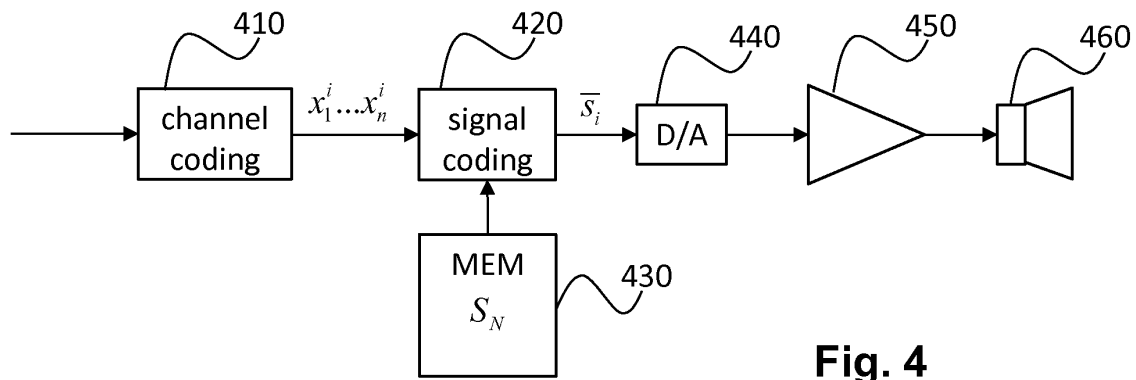 410
420
440
450
460
channel
coding
x_1^i...x_n^i
signal
coding
s̅_i
D/A
MEM
S_N
430
Fig. 4